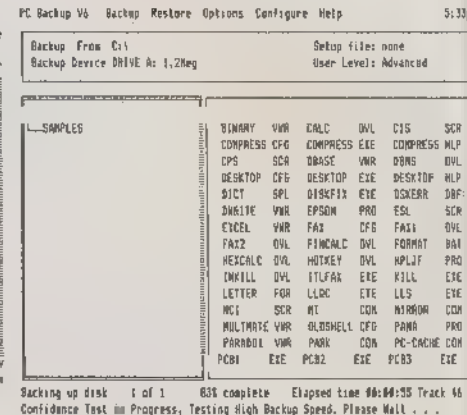 PC Backup V6 Backup Restore Options Configure Help 5:33
Backup From C:\ Setup file: none
Backup Device DRIVE A: 1,2Meg User Level: Advanced
SAMPLES
BINARY VWR CALC OVL CIS SCR
COMPRESS CFG COMPRESS EXE COMPRESS HLP
CPS SCR DBASE VWR DBMS OVL
DESKTOP CFG DESKTOP EXE DESKTOP HLP
DICT SPL DISKFIX EXE DSKERR DBF
DWRITE VWR EPSON PRO ESL SCR
EXCEL VWR FAX CFG FAX1 OVL
FAX2 OVL FINCALC OVL FORMAT BAT
HEXCALC OVL HOTKEY OVL HPLJF PRO
INKILL OVL ITLFAX EXE KILL EXE
LETTER FOR LLQC EXE LLS EXE
MCI SCR MI COM MIRROR COM
MULTMATE VWR OLDSHELL CFG PANA PRO
PARADOX VWR PARK COM PC-CACHE COM
PCB1 EXE PCB2 EXE PCB3 EXE
Backing up disk 1 of 1 83% complete Elapsed time Track 46
Confidence Test in Progress, Testing High Backup Speed. Please Wait . . .